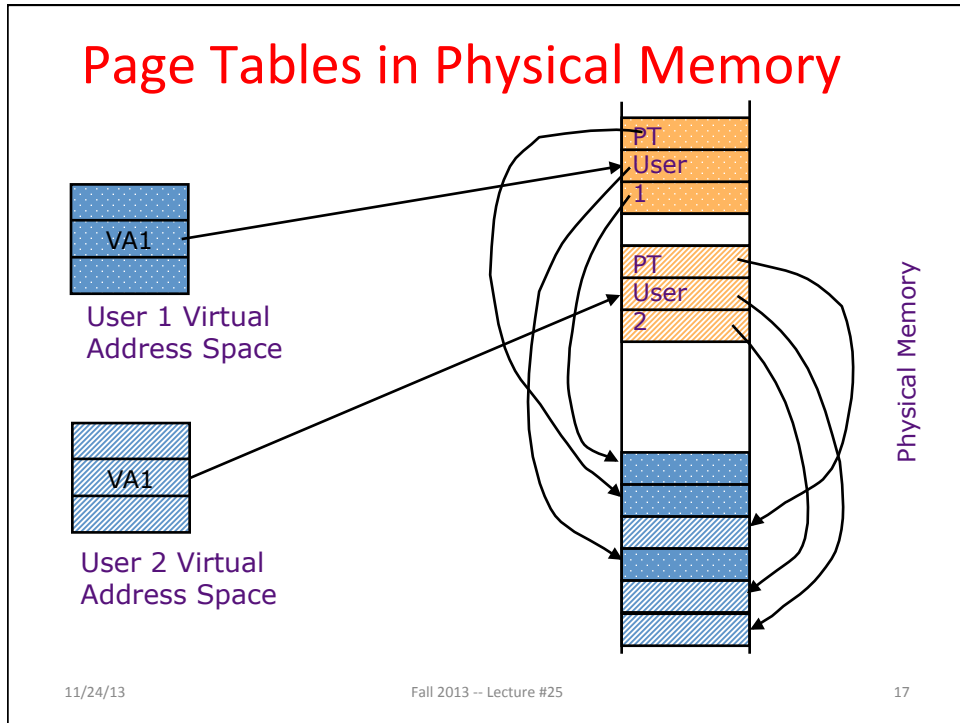 Page Tables in Physical Memory
PT
User
1
VA1
User 1 Virtual
Address Space
PT
User
2
Physical Memory
VA1
User 2 Virtual
Address Space
11/24/13
Fall 2013 -- Lecture #25
17